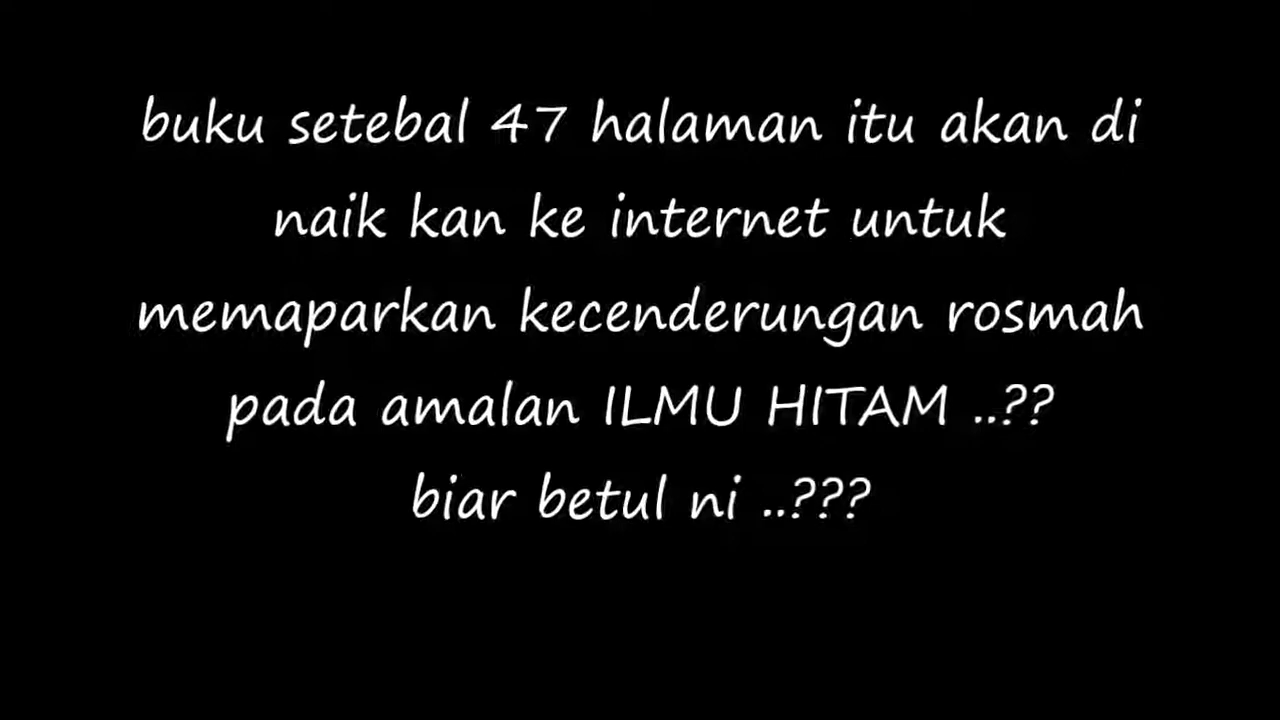 buku setebal 47 halaman itu akan di
naik kan ke internet untuk
memaparkan kecenderungan rosmah
pada amalan ILMU HITAM ..??
biar betul ni ..???